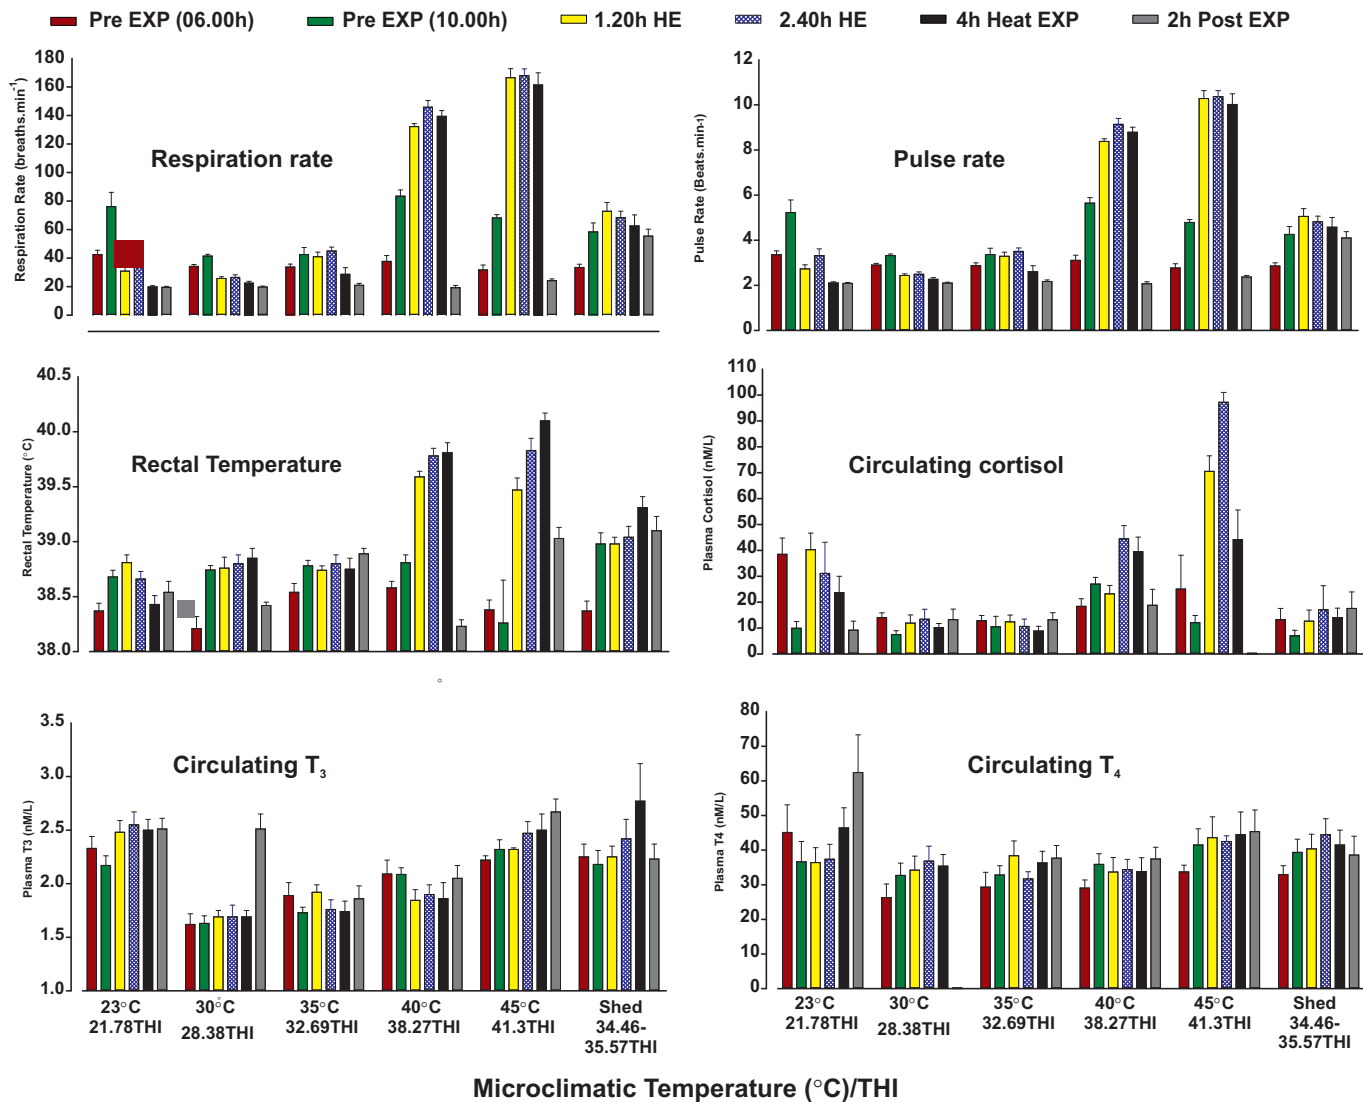 Pre EXP (06.00h) Pre EXP (10.00h) 1.20h HE 2.40h HE 4h Heat EXP 2h Post EXP
Respiration Rate (breaths.min-1)
180
160
140
120
100
80
60
40
20
0
Respiration rate
Pulse Rate (Beats.min-1)
12
10
8
6
4
2
0
Pulse rate
Rectal Temperature (°C)
40.5
40.0
39.5
39.0
38.5
38.0
Rectal Temperature
Plasma Cortisol (nM/L)
110
100
90
80
70
60
50
40
30
20
10
0
Circulating cortisol
Plasma T3 (nM/L)
3.5
3.0
2.5
2.0
1.5
1.0
Circulating T3
23°C 30°C 35°C 40°C 45°C Shed
21.78THI 28.38THI 32.69THI 38.27THI 41.3THI 34.46-
35.57THI
Plasma T4 (nM/L)
80
70
60
50
40
30
20
10
0
Circulating T4
23°C 30°C 35°C 40°C 45°C Shed
21.78THI 28.38THI 32.69THI 38.27THI 41.3THI 34.46-
35.57THI
Microclimatic Temperature (°C)/THI